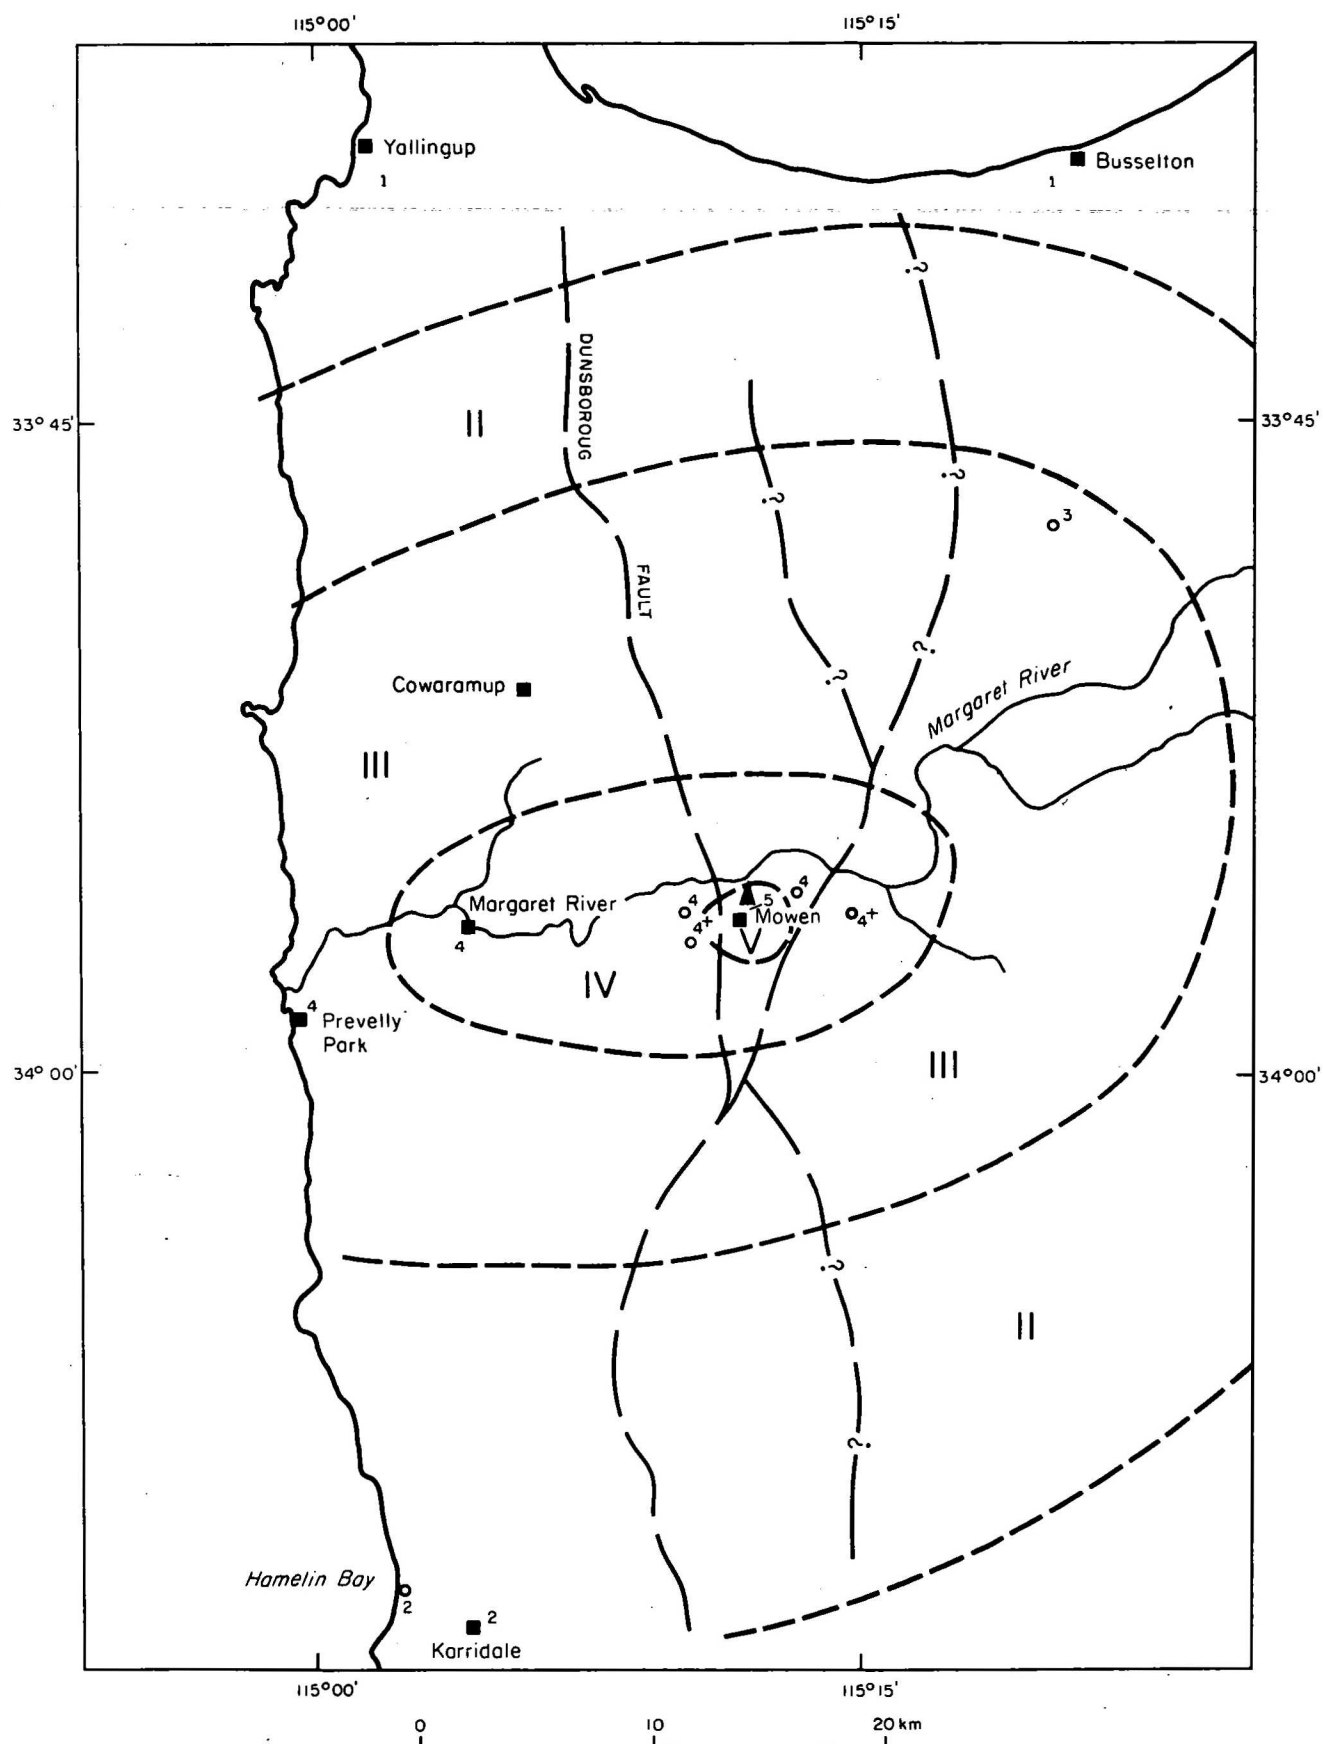 115°00'
115°15'
Yallingup
1
Busselton
1
?
DUNSBOROUG
33°45'
33°45'
II
?
?
3
FAULT
?
?
Cowaramup
Margaret River
III
4
4
5
Margaret River
Mowen
4+
4+
4
IV
V
4
Prevelly
Park
III
34°00'
34°00'
?
II
?
Hamelin Bay
2
2
Karridale
115°00'
115°15'
0
10
20 km